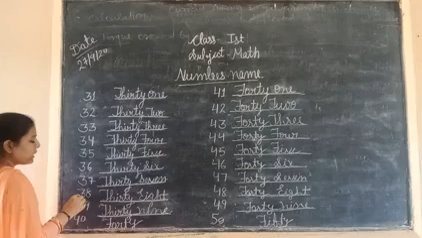 Date
27/4/20
Class Ist
Subject - Math
Numbers name
31 Thirty One
32 Thirty Two
33 Thirty Three
34 Thirty Four
35 Thirty Five
36 Thirty Six
37 Thirty Seven
38 Thirty Eight
Thirty
40 Forty
41 Forty One
42 Forty Two
43 Forty Three
44 Forty Four
45 Forty Five
46 Forty Six
47 Forty Seven
48 Forty Eight
49 Forty Nine
50 Fifty